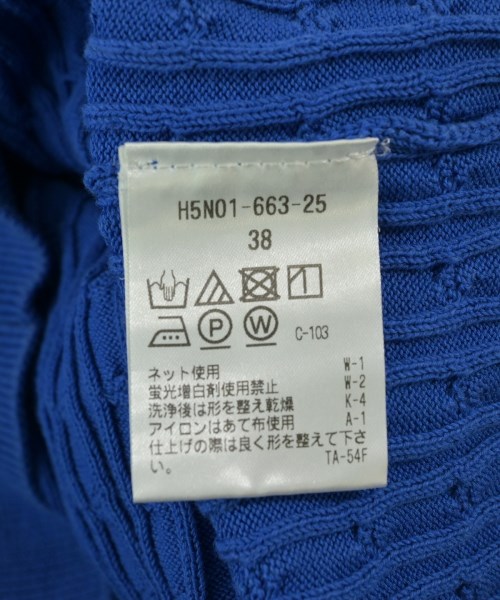 H5N01-663-25
38
P W C-103
ネット使用 W-1
蛍光増白剤使用禁止 W-2
洗浄後は形を整え乾燥 K-4
アイロンはあて布使用 A-1
仕上げの際は良く形を整えて下さ
い。 TA-54F